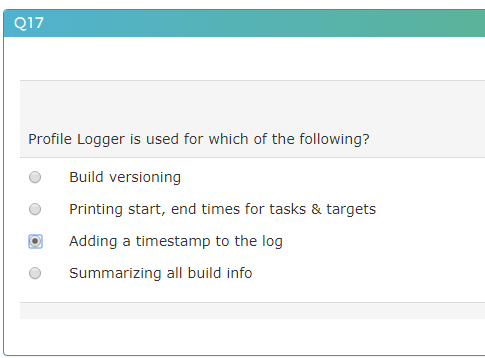 Q17
Profile Logger is used for which of the following?
Build versioning
Printing start, end times for tasks & targets
Adding a timestamp to the log
Summarizing all build info